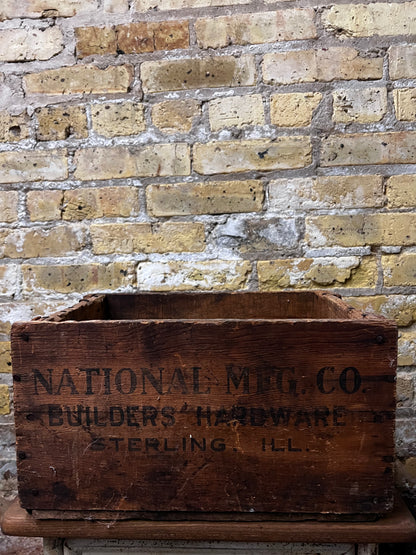 NATIONAL MFG. CO.
BUILDERS' HARDWARE
STERLING, ILL.